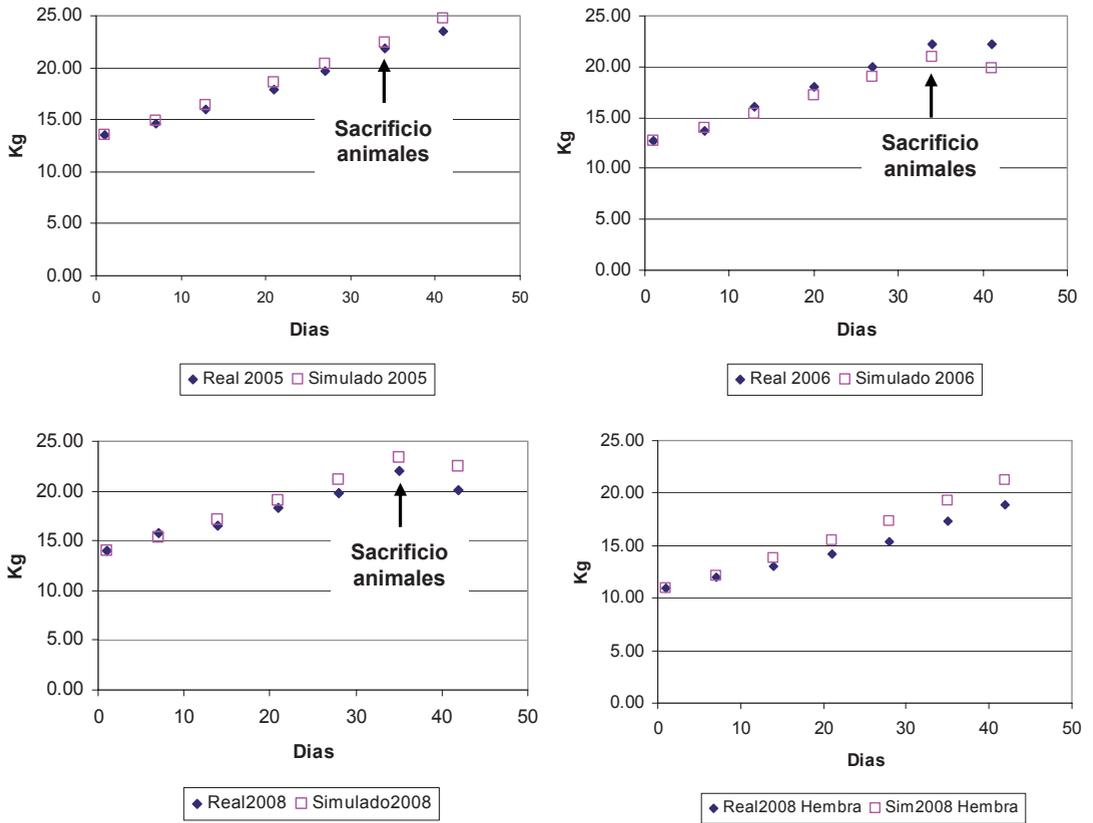 25.00
20.00
15.00
10.00
5.00
0.00
Kg
0 10 20 30 40 50
Dias
Sacrificio
animales
Real 2005 Simulado 2005
25.00
20.00
15.00
10.00
5.00
0.00
Kg
0 10 20 30 40 50
Dias
Sacrificio
animales
Real 2006 Simulado 2006
25.00
20.00
15.00
10.00
5.00
0.00
Kg
0 10 20 30 40 50
Dias
Sacrificio
animales
Real2008 Simulado2008
25.00
20.00
15.00
10.00
5.00
0.00
Kg
0 10 20 30 40 50
Dias
Real2008 Hembra Sim2008 Hembra